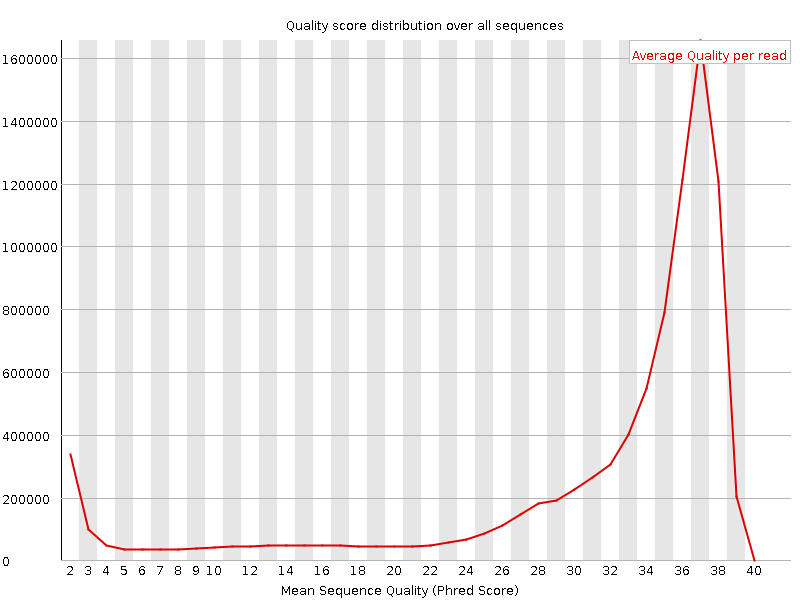 Quality score distribution over all sequences
Average Quality per read
1600000
1400000
1200000
1000000
800000
600000
400000
200000
0
2 3 4 5 6 7 8 9 10 12 14 16 18 20 22 24 26 28 30 32 34 36 38 40
Mean Sequence Quality (Phred Score)